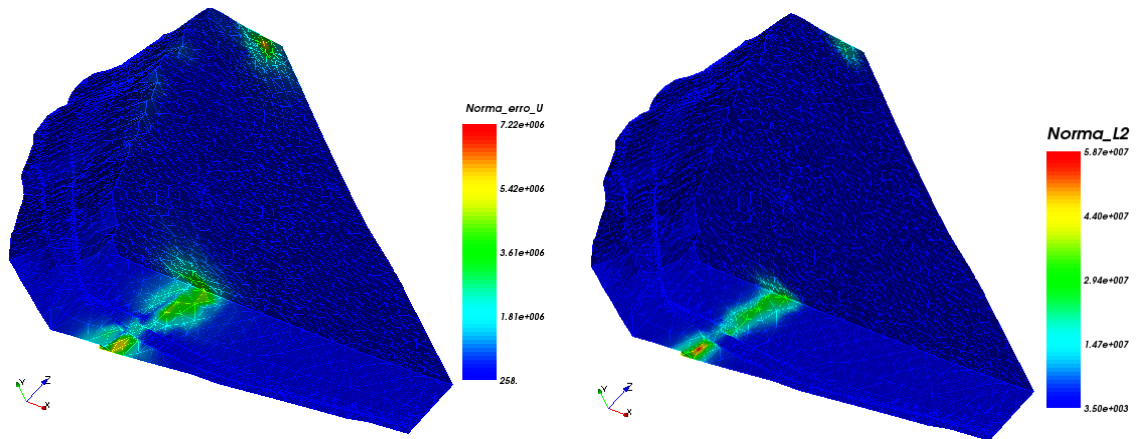 Norma_erro_U
7.22e+006
5.42e+006
3.61e+006
1.81e+006
258.
Y Z X
Norma_L2
5.87e+007
4.40e+007
2.94e+007
1.47e+007
3.50e+003
Y Z X